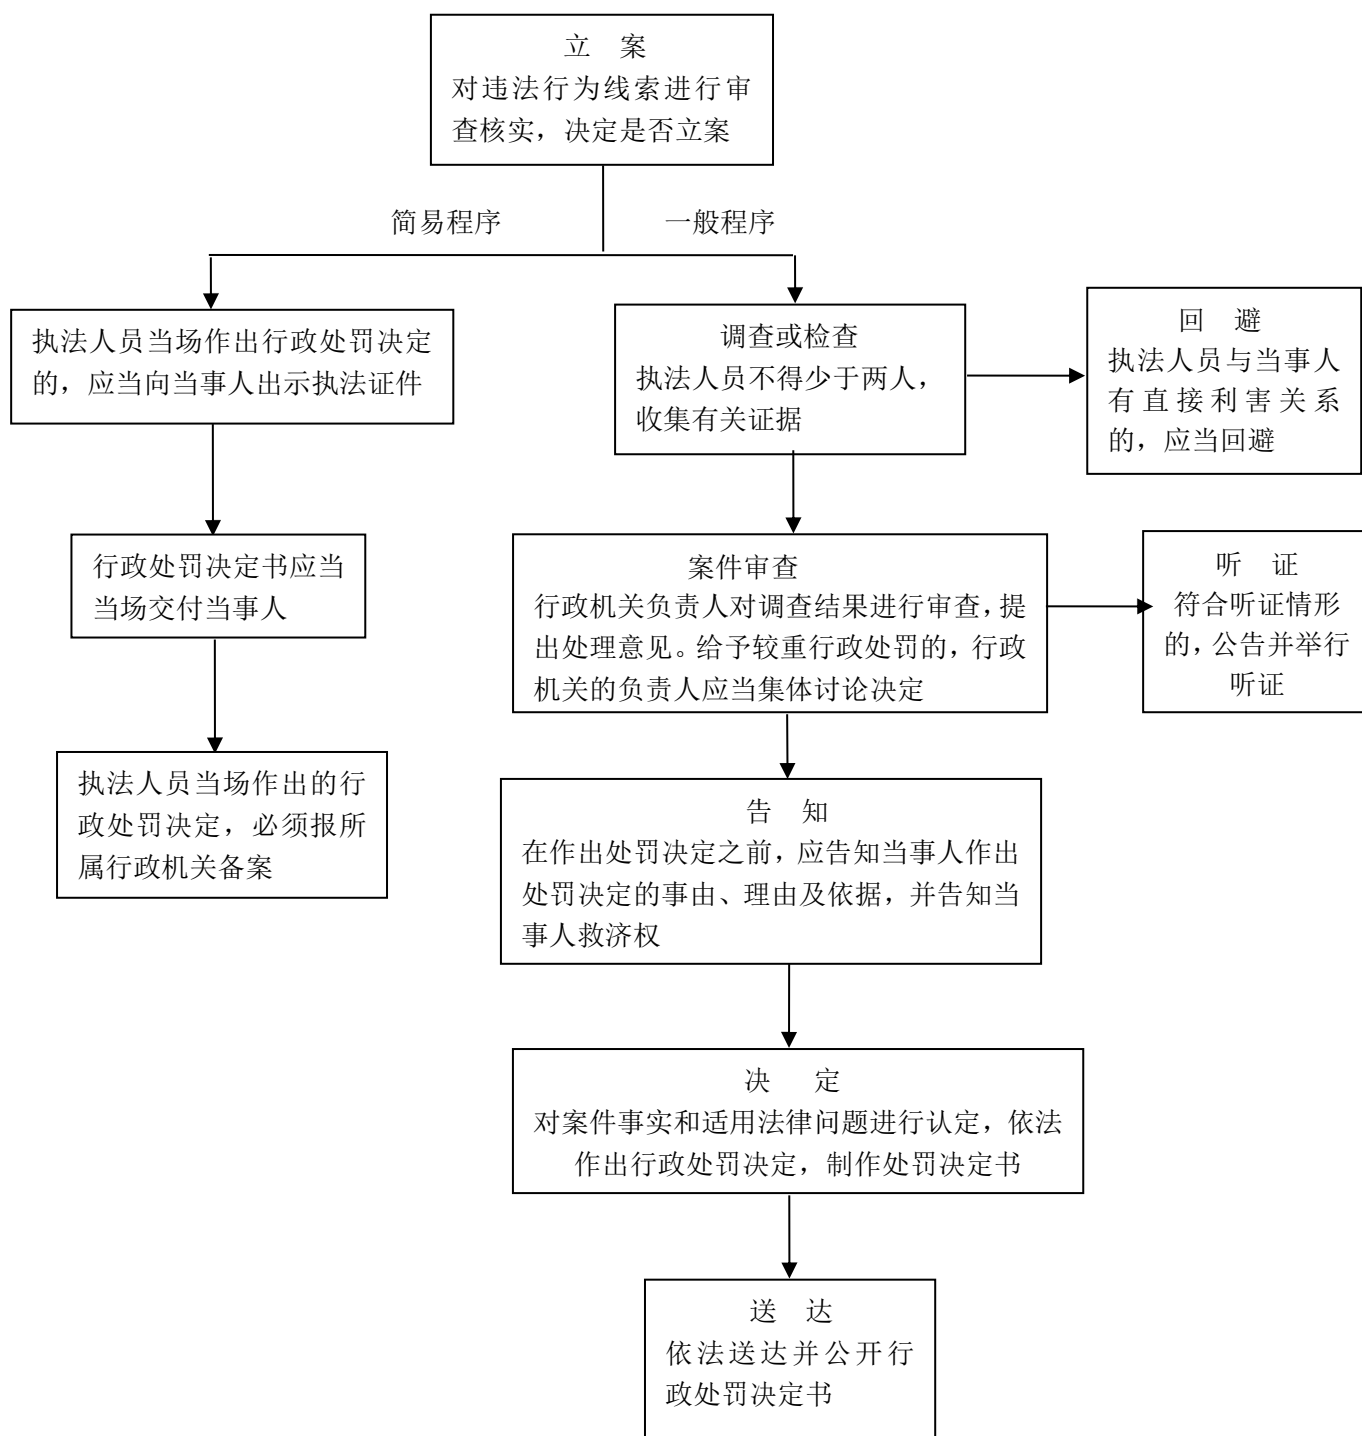 立 案
对违法行为线索进行审
查核实，决定是否立案
简易程序
一般程序
执法人员当场作出行政处罚决定
的，应当向当事人出示执法证件
行政处罚决定书应当
当场交付当事人
执法人员当场作出的行
政处罚决定，必须报所
属行政机关备案
调查或检查
执法人员不得少于两人，
收集有关证据
回 避
执法人员与当事人
有直接利害关系
的，应当回避
案件审查
行政机关负责人对调查结果进行审查，提
出处理意见。给予较重行政处罚的，行政
机关的负责人应当集体讨论决定
听 证
符合听证情形
的，公告并举行
听证
告 知
在作出处罚决定之前，应告知当事人作出
处罚决定的事由、理由及依据，并告知当
事人救济权
决 定
对案件事实和适用法律问题进行认定，依法
作出行政处罚决定，制作处罚决定书
送 达
依法送达并公开行
政处罚决定书